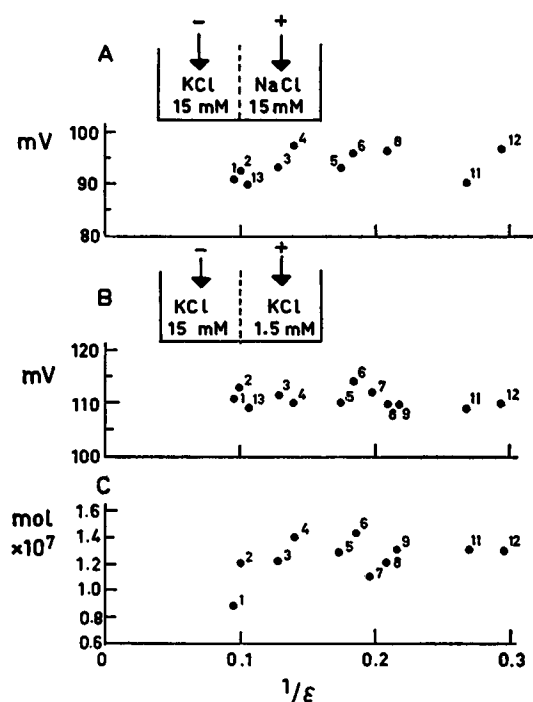 A
− +
KCl NaCl
15 mM 15 mM
mV
100
90
80
1 2 13 3 4 5 6 8 11 12
B
− +
KCl KCl
15 mM 1.5 mM
mV
120
110
100
1 2 13 3 4 5 6 7 8 9 11 12
C
mol
×10⁷
1.6
1.4
1.2
1.0
0.8
0.6
1 2 3 4 5 6 7 8 9 11 12
0 0.1 0.2 0.3
1/ε